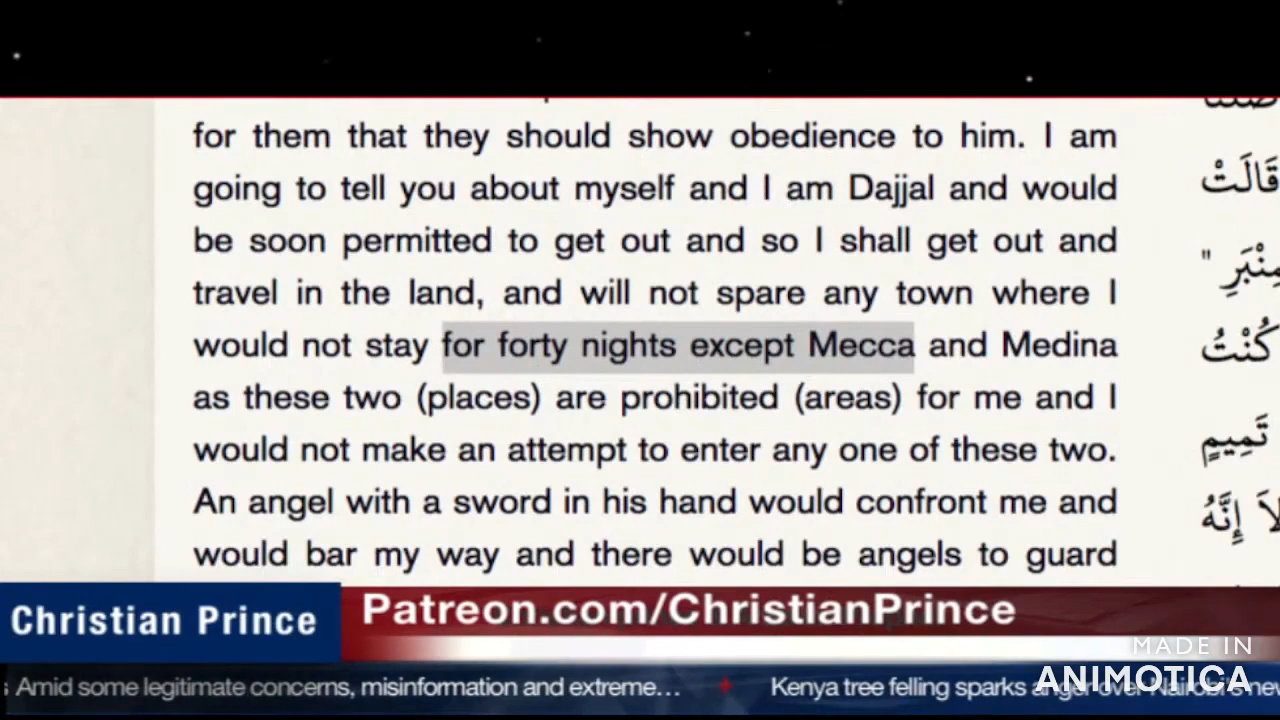 for them that they should show obedience to him. I am
going to tell you about myself and I am Dajjal and would
be soon permitted to get out and so I shall get out and
travel in the land, and will not spare any town where I
would not stay for forty nights except Mecca and Medina
as these two (places) are prohibited (areas) for me and I
would not make an attempt to enter any one of these two.
An angel with a sword in his hand would confront me and
would bar my way and there would be angels to guard
قَالَتْ
كُنْتُ
تَمِيمٍ
إِنَّهُ
Christian Prince
Patreon.com/ChristianPrince
MADE IN
ANIMOTICA
Amid some legitimate concerns, misinformation and extreme...
Kenya tree felling sparks anger over Nairobi's new